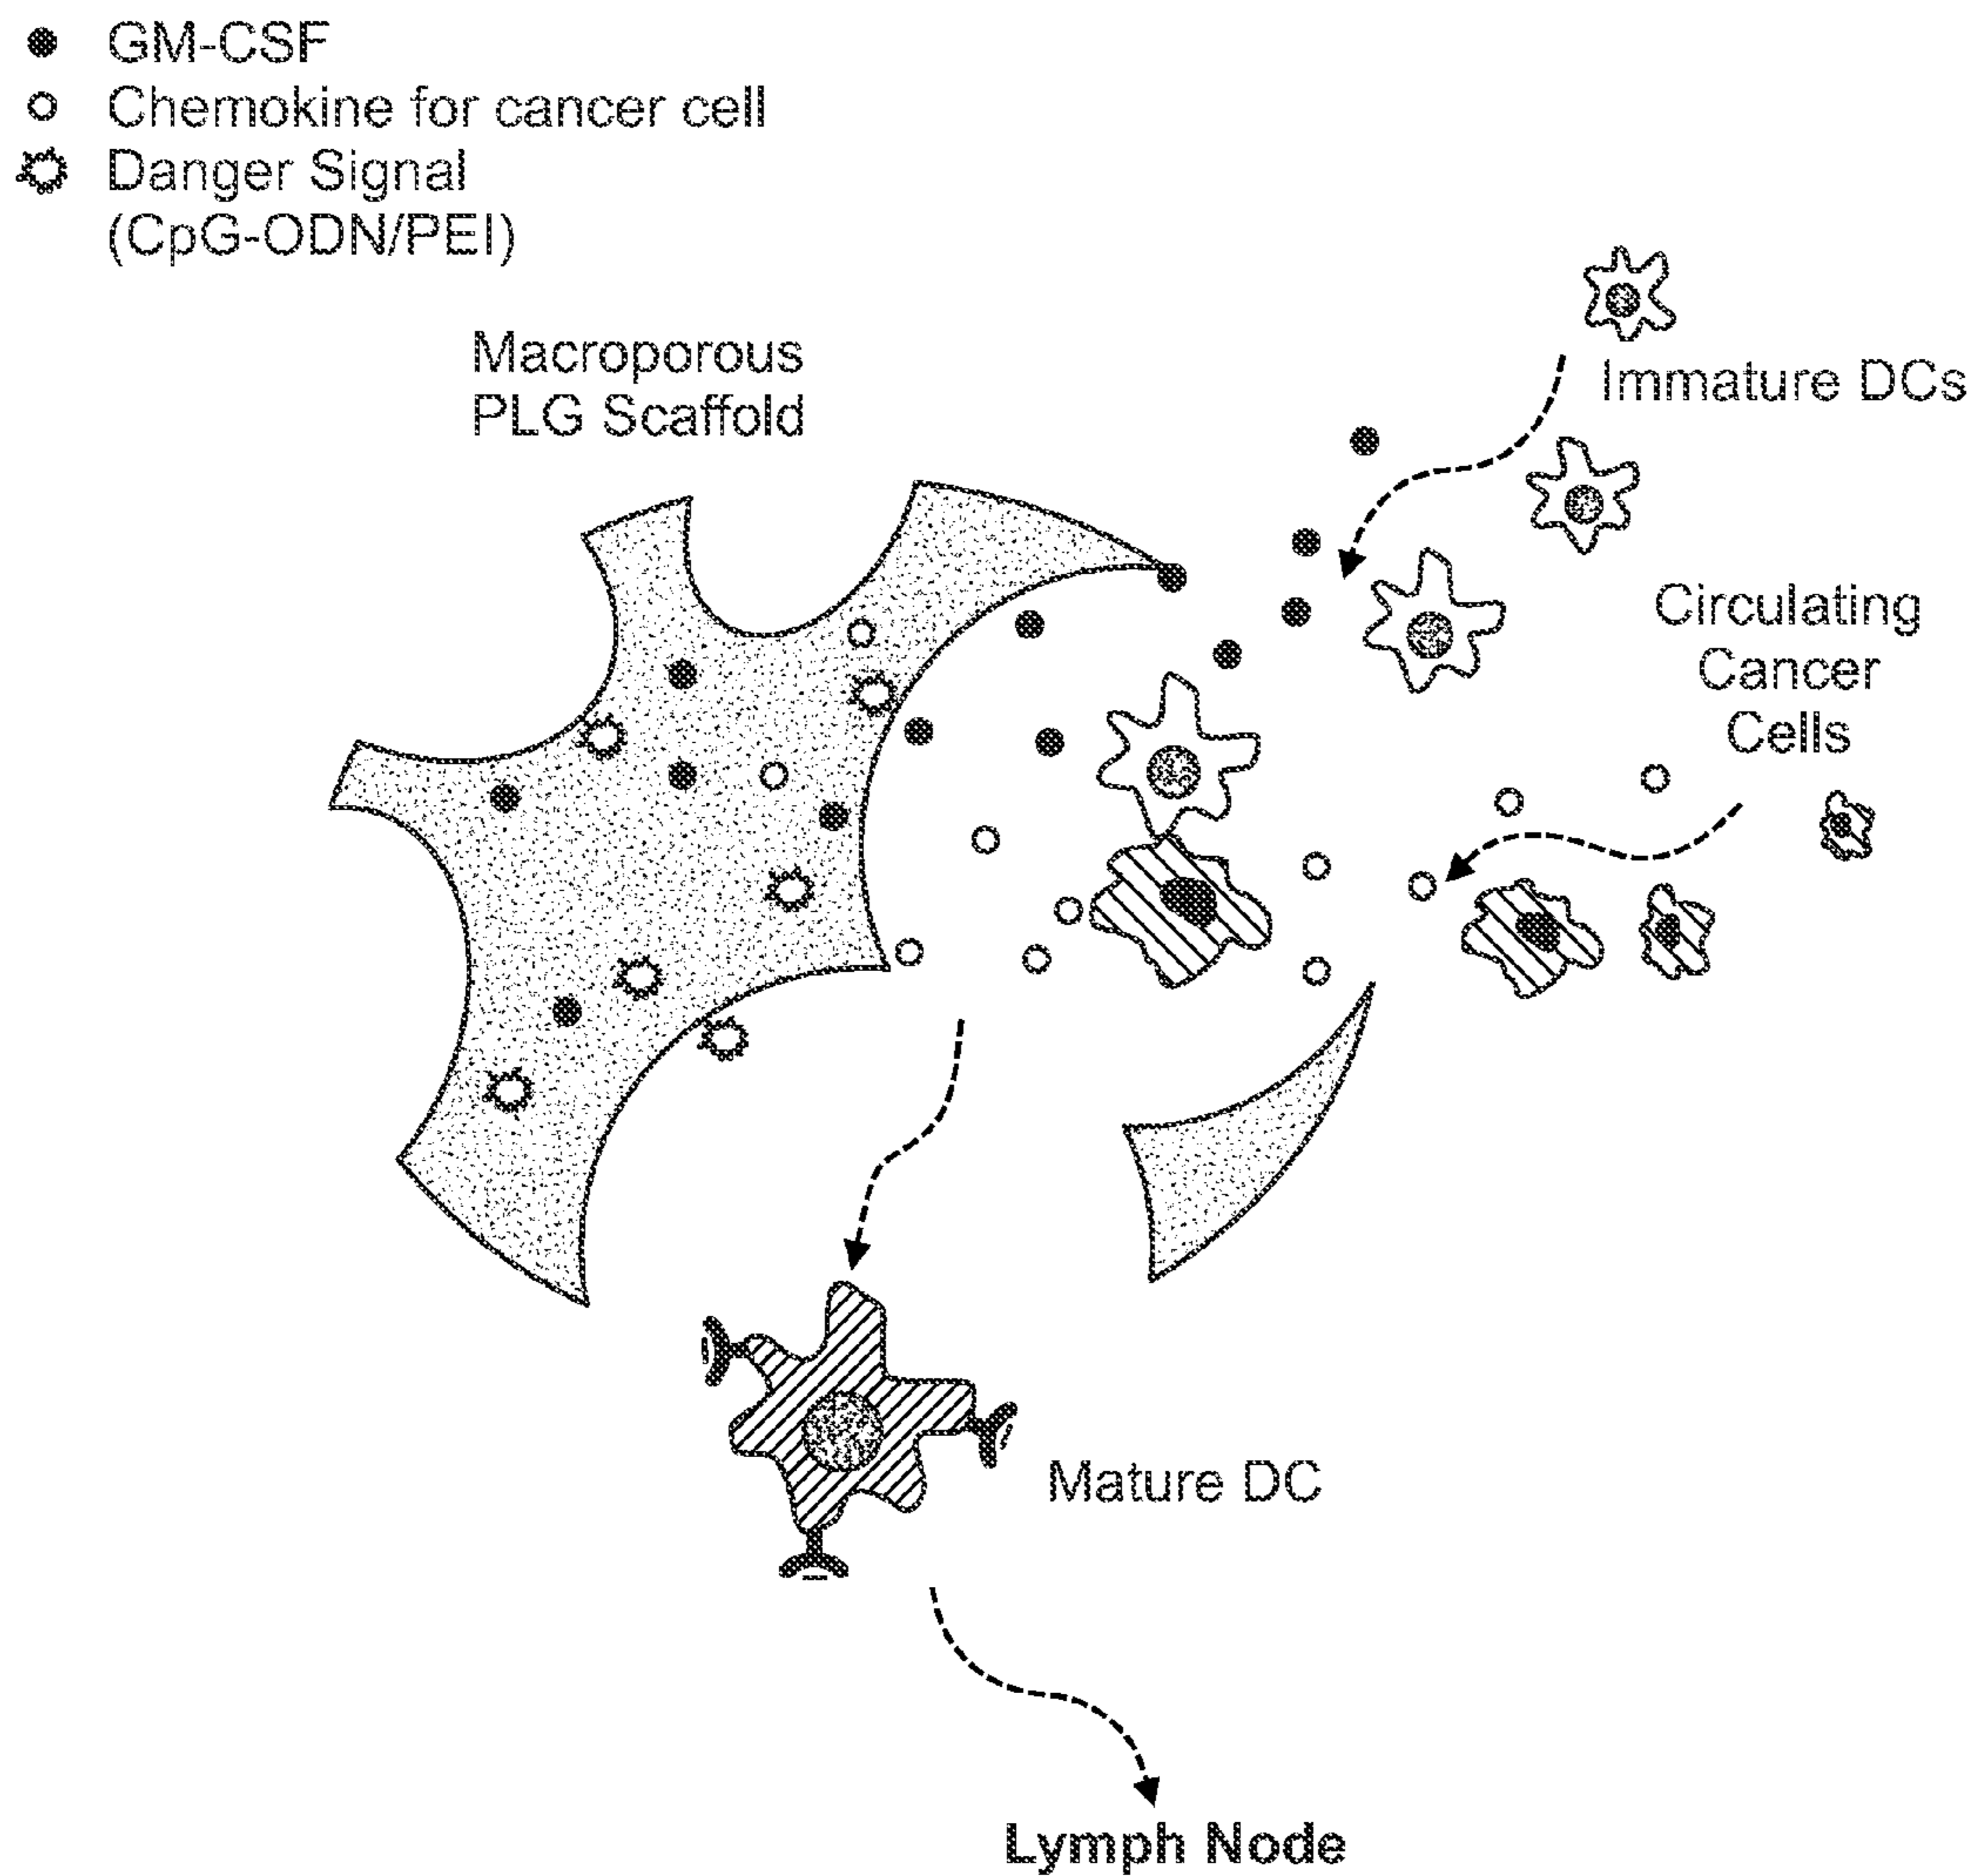 GM-CSF
Chemokine for cancer cell
Danger Signal
(CpG-ODN/PEI)
Macroporous
PLG Scaffold
Immature DCs
Circulating
Cancer
Cells
Mature DC
Lymph Node